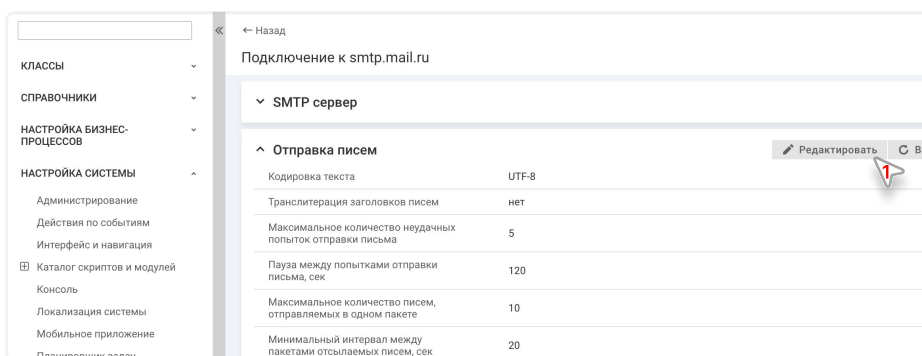 ← Назад
Подключение к smtp.mail.ru
КЛАССЫ
СПРАВОЧНИКИ
НАСТРОЙКА БИЗНЕС-
ПРОЦЕССОВ
НАСТРОЙКА СИСТЕМЫ
Администрирование
Действия по событиям
Интерфейс и навигация
Каталог скриптов и модулей
Консоль
Локализация системы
Мобильное приложение
Планировщик задач
SMTP сервер
Отправка писем
Редактировать
В
1
Кодировка текста UTF-8
Транслитерация заголовков писем нет
Максимальное количество неудачных
попыток отправки письма 5
Пауза между попытками отправки
письма, сек 120
Максимальное количество писем,
отправляемых в одном пакете 10
Минимальный интервал между
пакетами отсылаемых писем, сек 20